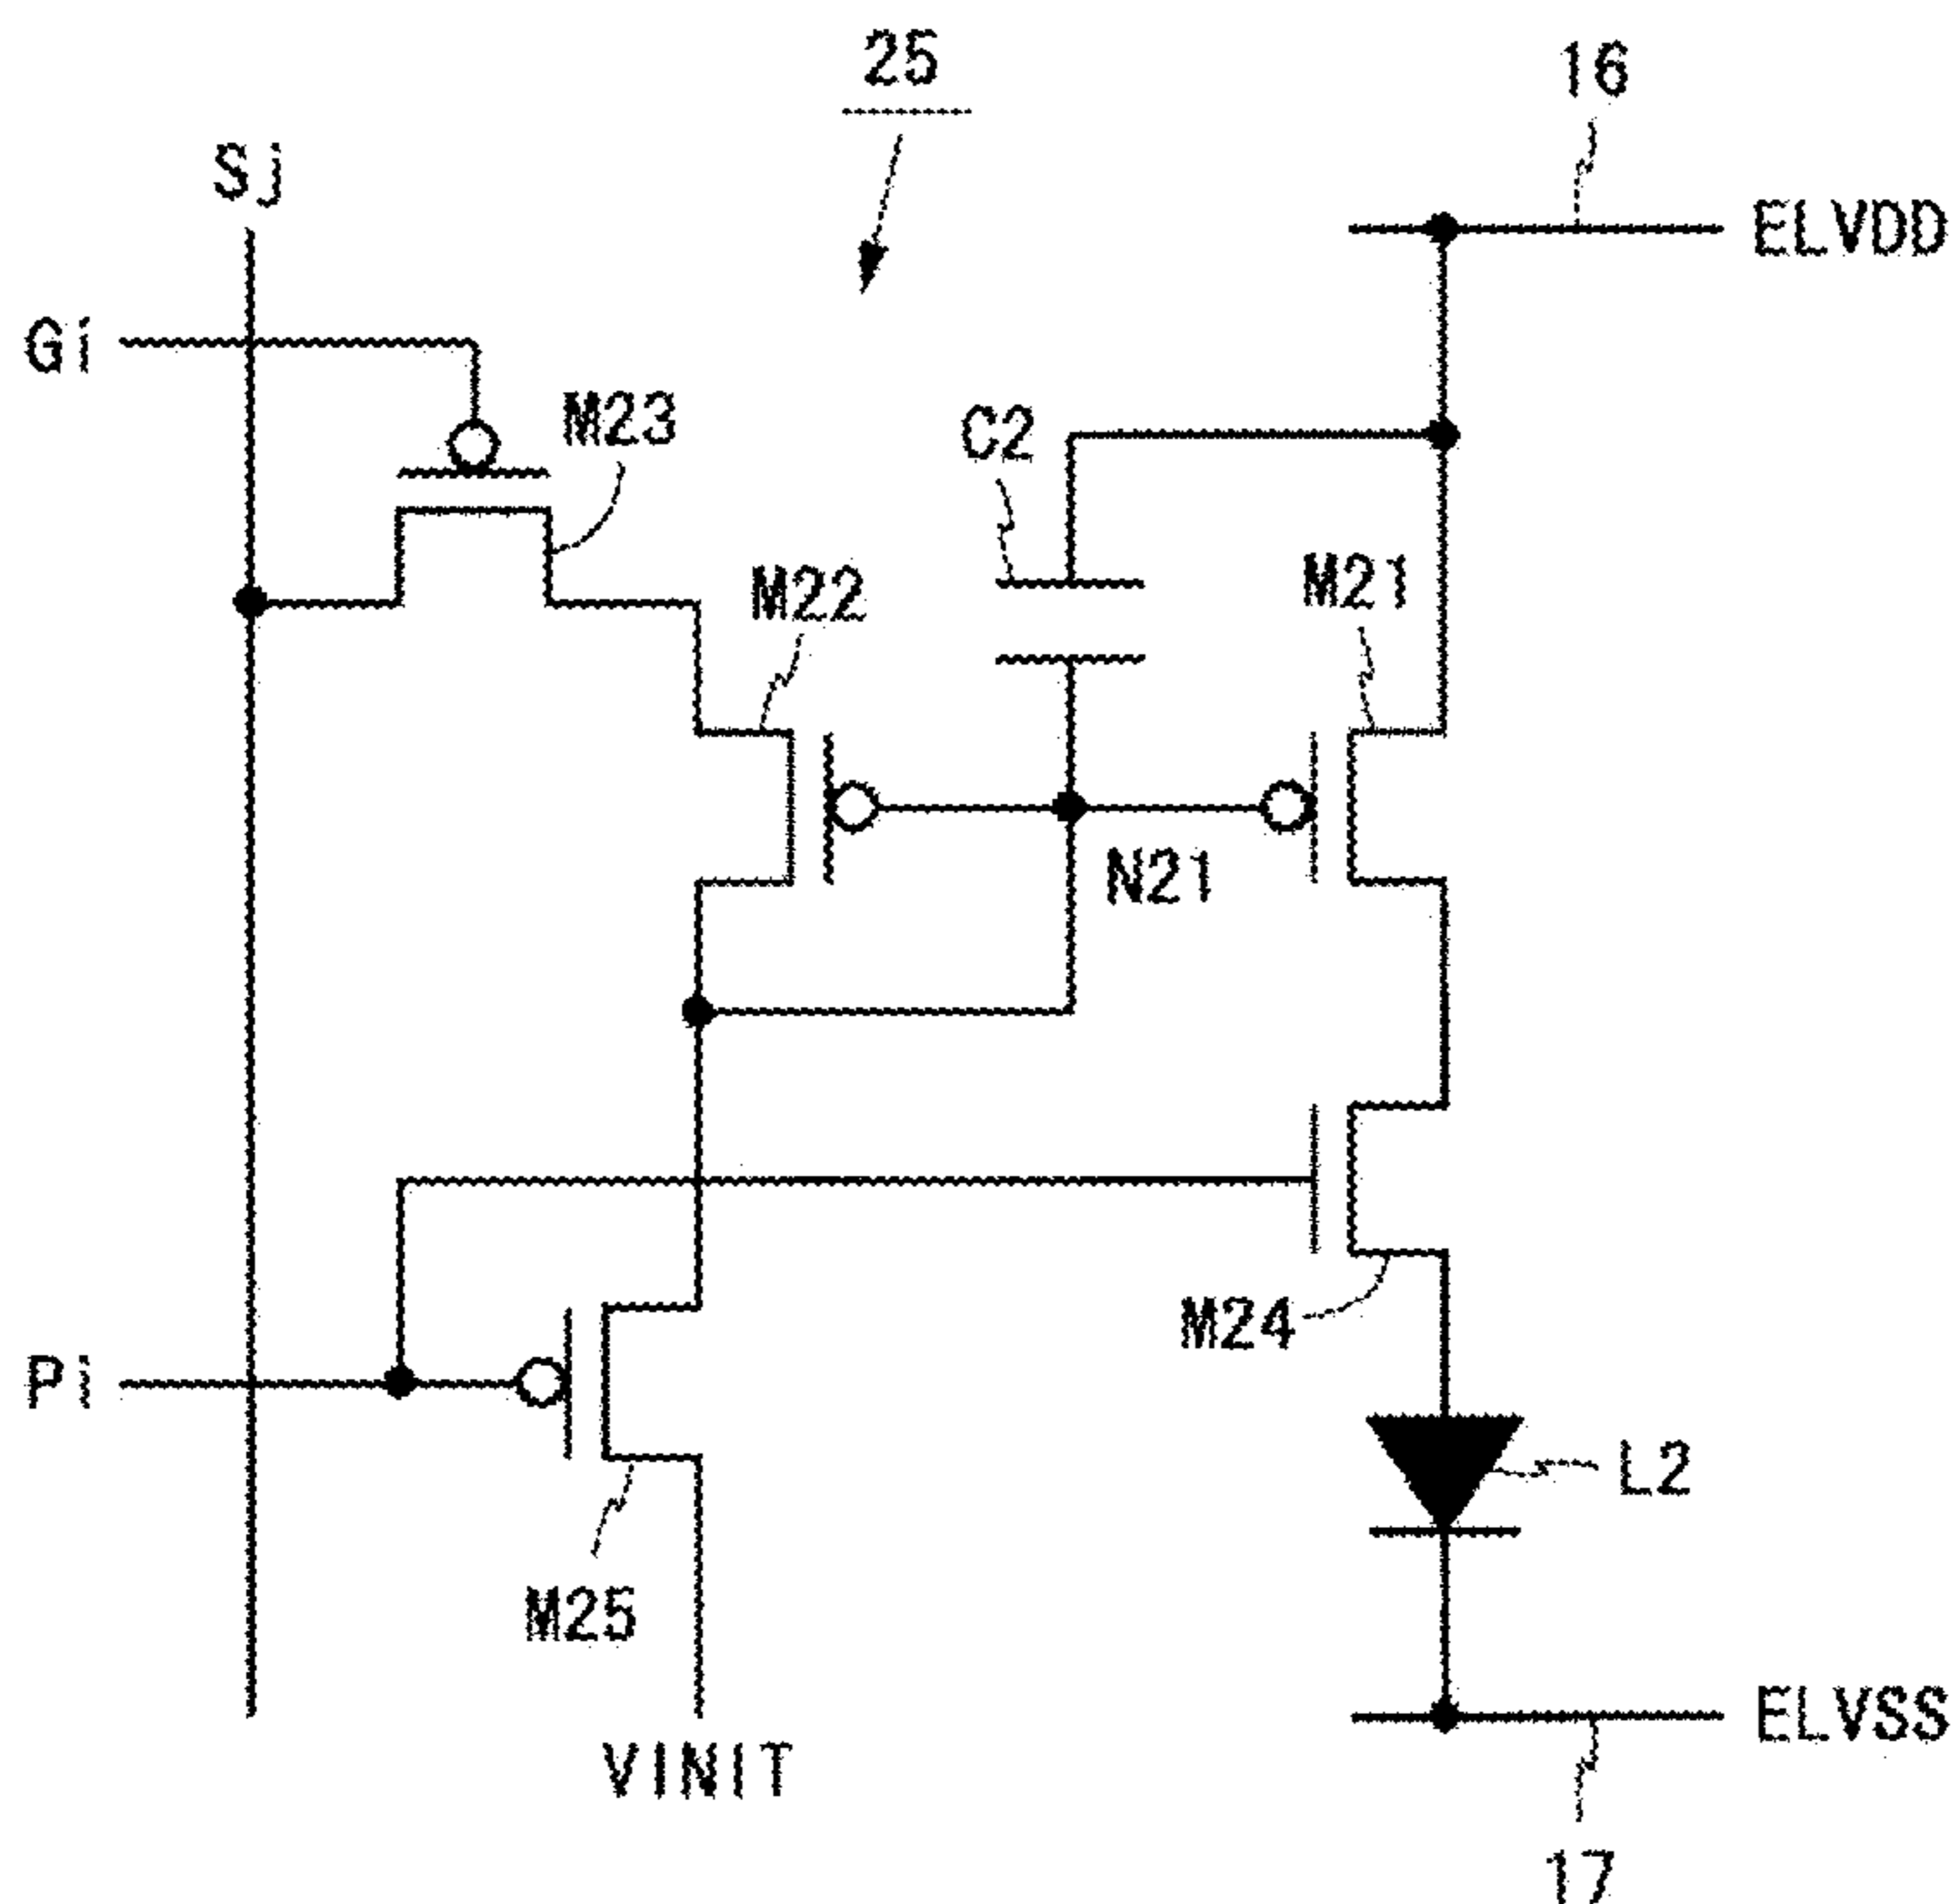 25
16
Sj
ELVDD
Gi
M23
C2
M22
M21
N21
M24
Pi
L2
M25
ELVSS
VINIT
17